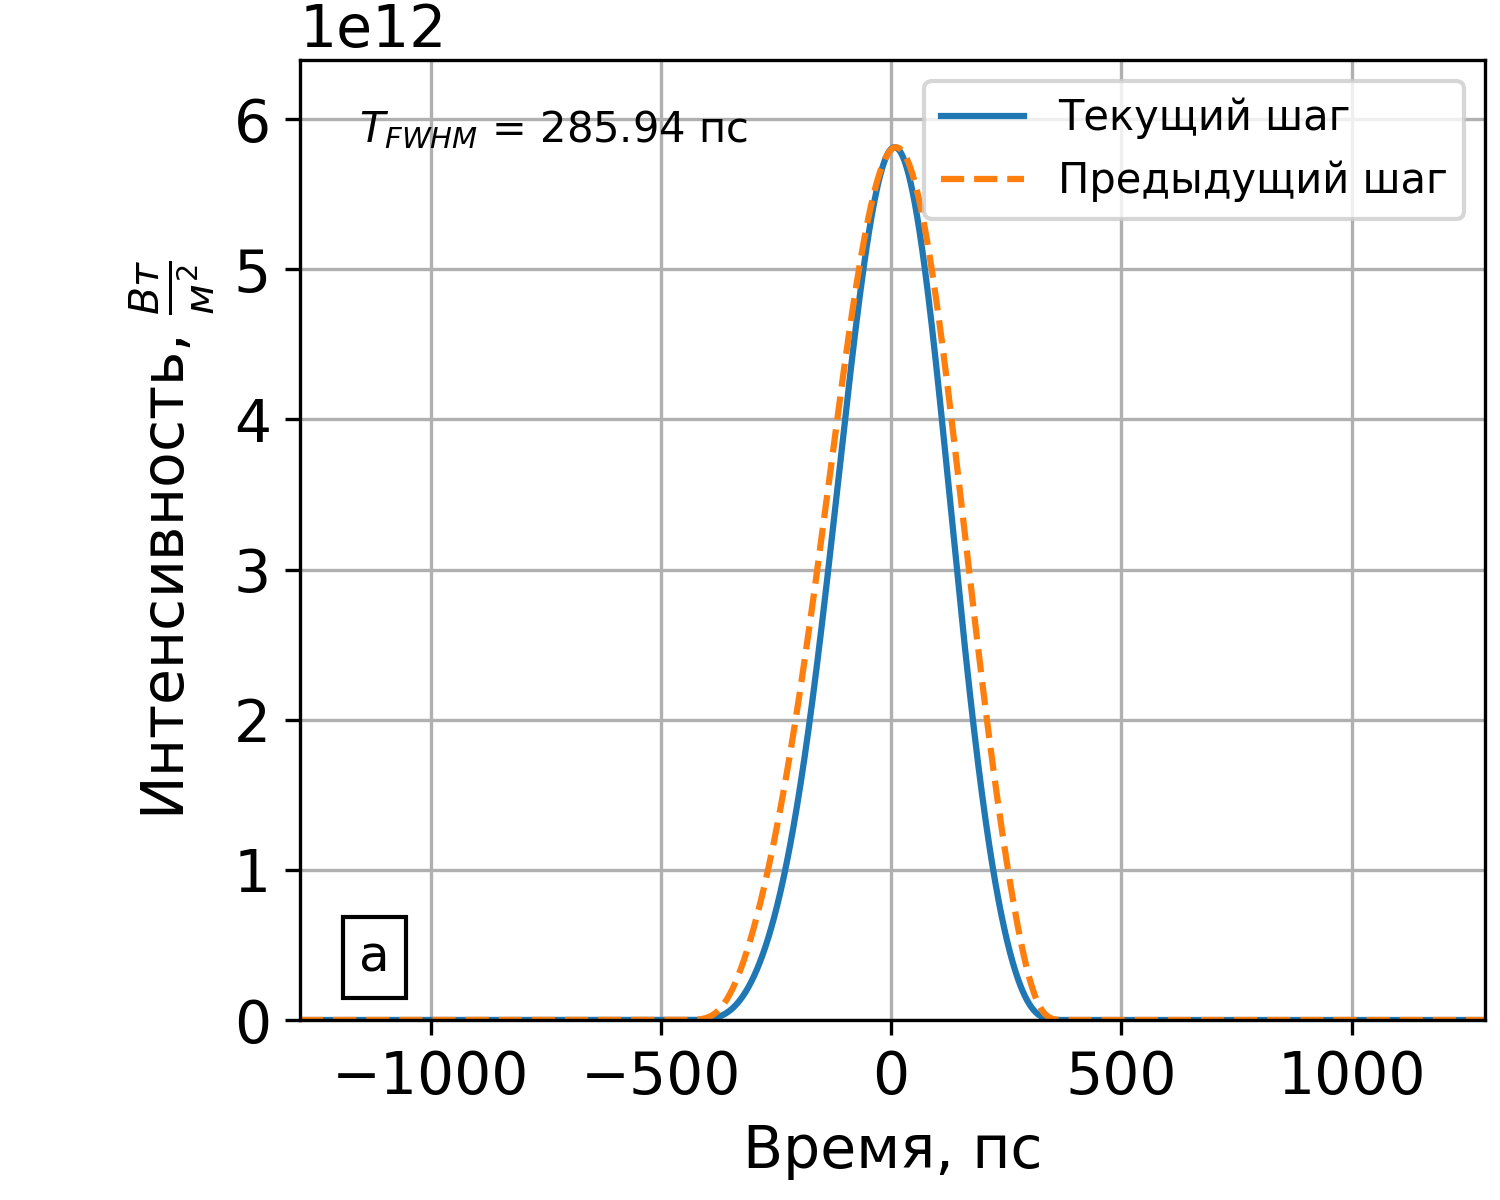 1e12
6
5
4
3
2
1
0
Интенсивность, Вт/м²
T_FWHM = 285.94 пс
Текущий шаг
Предыдущий шаг
а
−1000
−500
0
500
1000
Время, пс